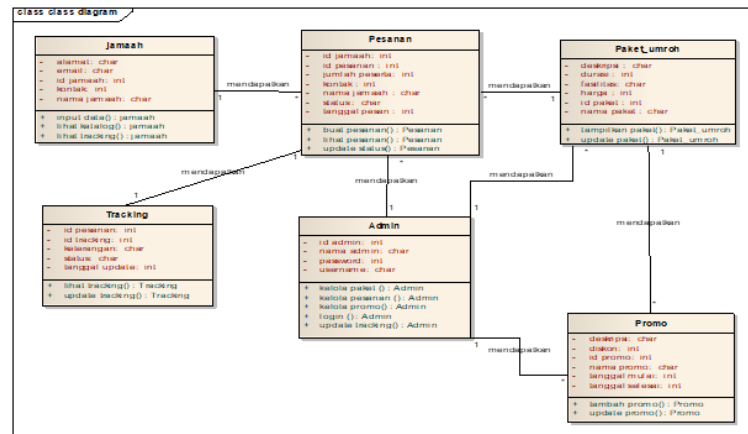 class class diagram
Jamaah
- alamat: char
- email: char
- id jamaah: int
- kontak: int
- nama jamaah: char
+ input data() : jamaah
+ lihat katalog() : jamaah
+ lihat tracking() : jamaah
mendapatkan
1
*
Pesanan
- id jamaah: int
- id pesanan : int
- jumlah peserta: int
- kontak: int
- nama jamaah : char
- status: char
- tanggal pesan : int
+ buat pesanan() : Pesanan
+ lihat pesanan() : Pesanan
+ update status() : Pesanan
mendapatkan
*
1
Paket_umroh
- deskripsi : char
- durasi : int
- fasilitas: char
- harga : int
- id paket : int
- nama paket : char
+ tampilkan paket() : Paket_umroh
+ update paket() : Paket_umroh
mendapatkan
1
1
mendapatkan
*
1
mendapatkan
*
1
mendapatkan
1
*
Tracking
- id pesanan: int
- id tracking: int
- keterangan: char
- status: char
- tanggal update: int
+ lihat tracking() : Tracking
+ update tracking() : Tracking
Admin
- id admin: int
- nama admin: char
- password: int
- username: char
+ kelola paket () : Admin
+ kelola pesanan () : Admin
+ kelola promo() : Admin
+ login () : Admin
+ update tracking() : Admin
mendapatkan
1
*
Promo
- deskripsi: char
- diskon: int
- id promo: int
- nama promo: char
- tanggal mulai: int
- tanggal selesai: int
+ tambah promo() : Promo
+ update promo() : Promo